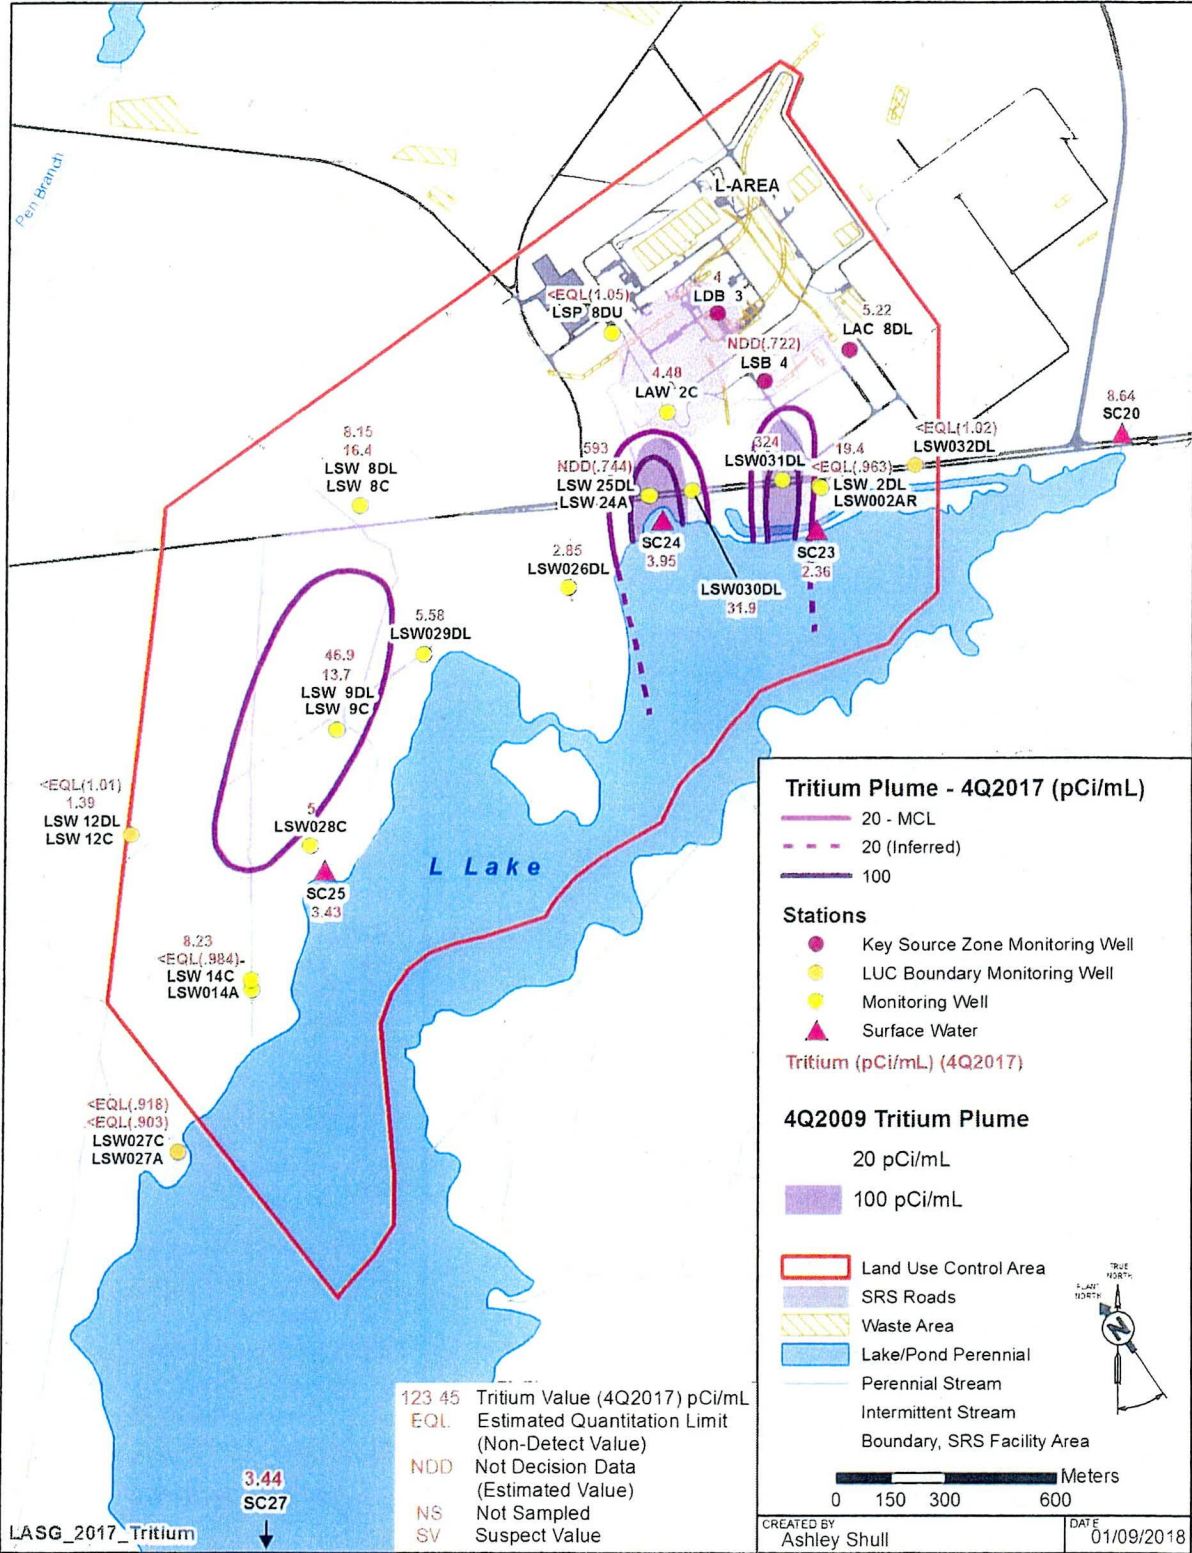 Pen Branch
L-AREA
4
LDB 3
<EQL(1.05)
LSP 8DU
5.22
LAC 8DL
NDD(.722)
LSB 4
4.48
LAW 2C
8.64
SC20
<EQL(1.02)
LSW032DL
8.15
16.4
LSW 8DL
LSW 8C
593
NDD(.744)
LSW 25DL
LSW 24A
324
LSW031DL
19.4
<EQL(.963)
LSW 2DL
LSW002AR
SC24
3.95
SC23
2.36
2.85
LSW026DL
LSW030DL
31.9
5.58
LSW029DL
46.9
13.7
LSW 9DL
LSW 9C
<EQL(1.01)
1.39
LSW 12DL
LSW 12C
5
LSW028C
L Lake
SC25
3.43
8.23
<EQL(.984)
LSW 14C
LSW014A
<EQL(.918)
<EQL(.903)
LSW027C
LSW027A
3.44
SC27
LASG_2017_Tritium
123 45 Tritium Value (4Q2017) pCi/mL
EQL Estimated Quantitation Limit
(Non-Detect Value)
NDD Not Decision Data
(Estimated Value)
NS Not Sampled
SV Suspect Value
Tritium Plume - 4Q2017 (pCi/mL)
20 - MCL
20 (Inferred)
100
Stations
Key Source Zone Monitoring Well
LUC Boundary Monitoring Well
Monitoring Well
Surface Water
Tritium (pCi/mL) (4Q2017)
4Q2009 Tritium Plume
20 pCi/mL
100 pCi/mL
Land Use Control Area
SRS Roads
Waste Area
Lake/Pond Perennial
Perennial Stream
Intermittent Stream
Boundary, SRS Facility Area
TRUE
NORTH
PLANT
NORTH
N
Meters
0 150 300 600
CREATED BY
Ashley Shull
DATE
01/09/2018